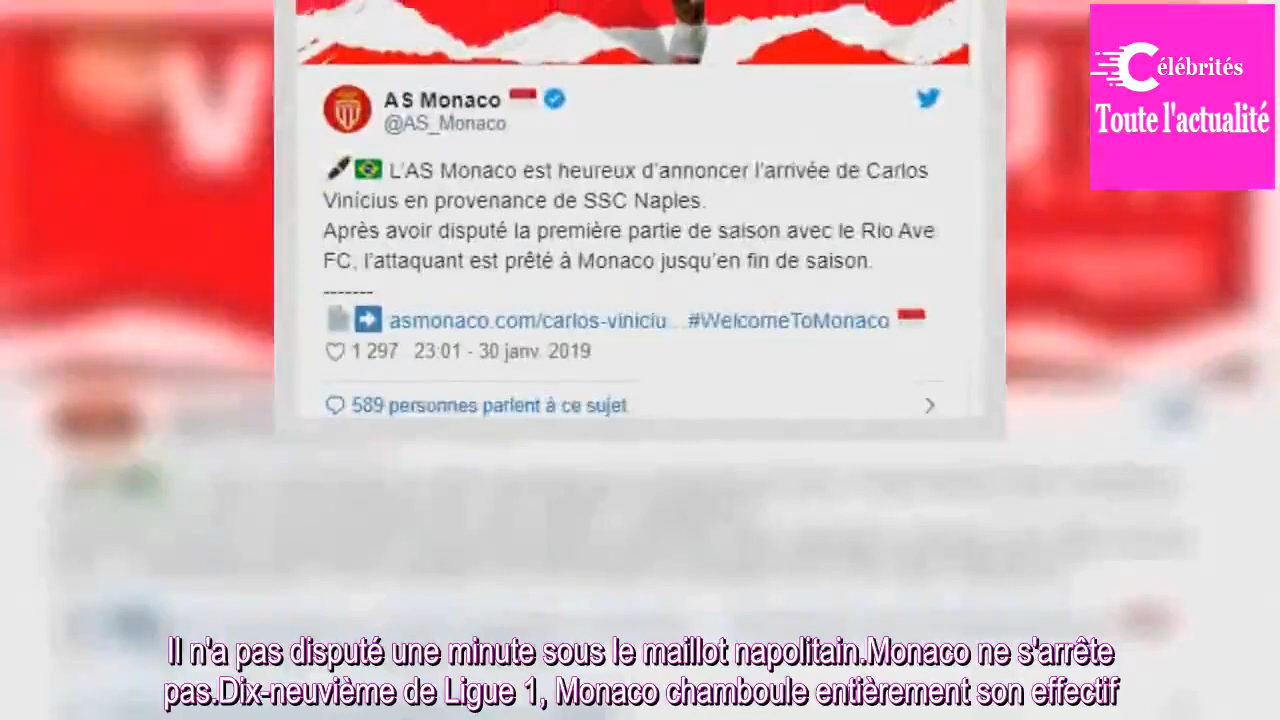 Célébrités
Toute l'actualité
AS Monaco
@AS_Monaco
L'AS Monaco est heureux d'annoncer l'arrivée de Carlos
Vinícius en provenance de SSC Naples.
Après avoir disputé la première partie de saison avec le Rio Ave
FC, l'attaquant est prêté à Monaco jusqu'en fin de saison.
-------
asmonaco.com/carlos-viniciu… #WelcomeToMonaco
1 297 23:01 - 30 janv. 2019
589 personnes parlent à ce sujet
Il n'a pas disputé une minute sous le maillot napolitain.Monaco ne s'arrête
pas.Dix-neuvième de Ligue 1, Monaco chamboule entièrement son effectif